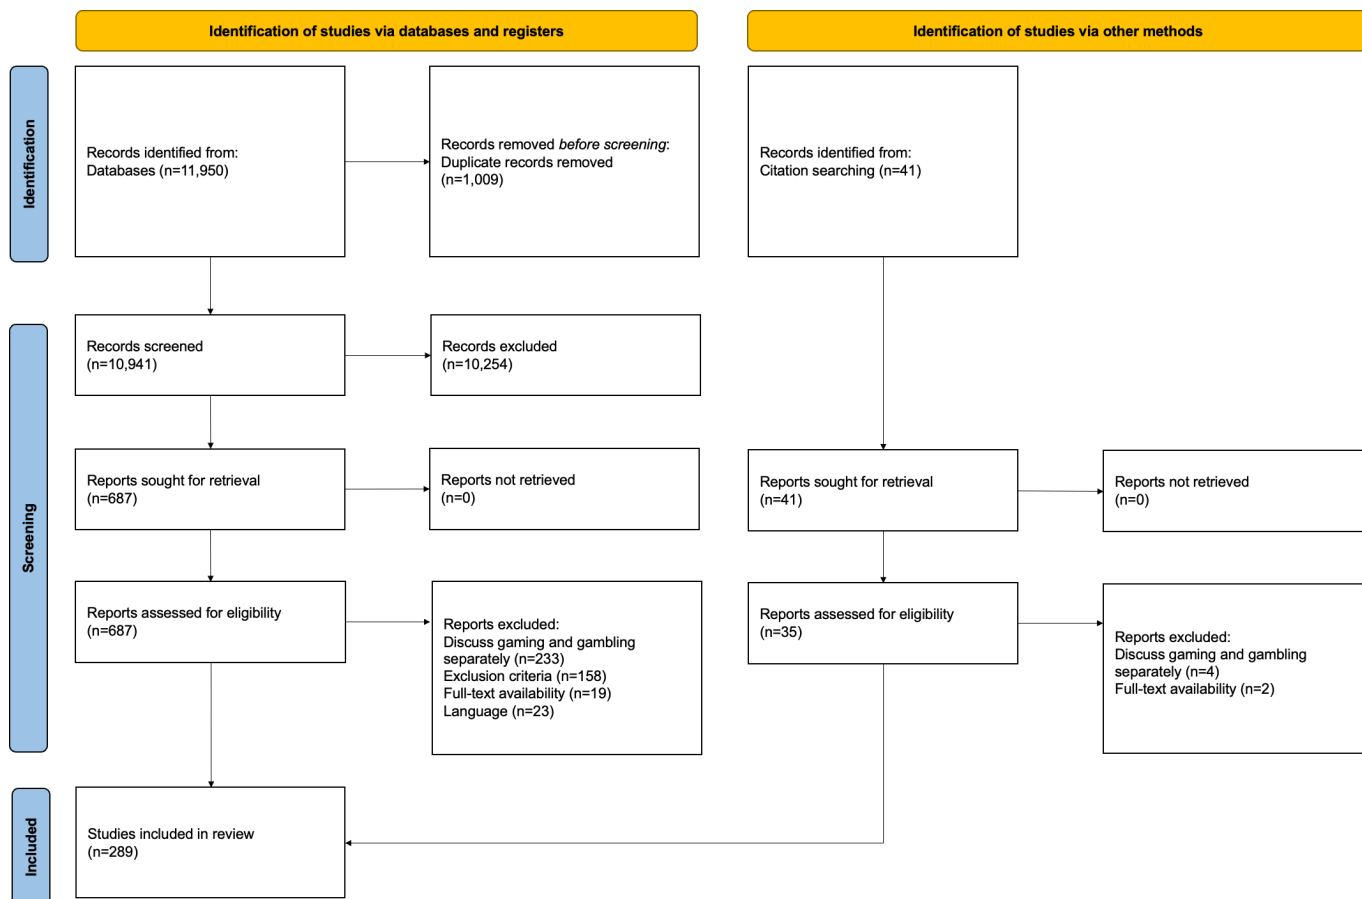 Identification of studies via databases and registers
Identification of studies via other methods
Identification
Records identified from:
Databases (n=11,950)
Records removed before screening:
Duplicate records removed
(n=1,009)
Records identified from:
Citation searching (n=41)
Screening
Records screened
(n=10,941)
Records excluded
(n=10,254)
Reports sought for retrieval
(n=687)
Reports not retrieved
(n=0)
Reports sought for retrieval
(n=41)
Reports not retrieved
(n=0)
Reports assessed for eligibility
(n=687)
Reports excluded:
Discuss gaming and gambling
separately (n=233)
Exclusion criteria (n=158)
Full-text availability (n=19)
Language (n=23)
Reports assessed for eligibility
(n=35)
Reports excluded:
Discuss gaming and gambling
separately (n=4)
Full-text availability (n=2)
Included
Studies included in review
(n=289)